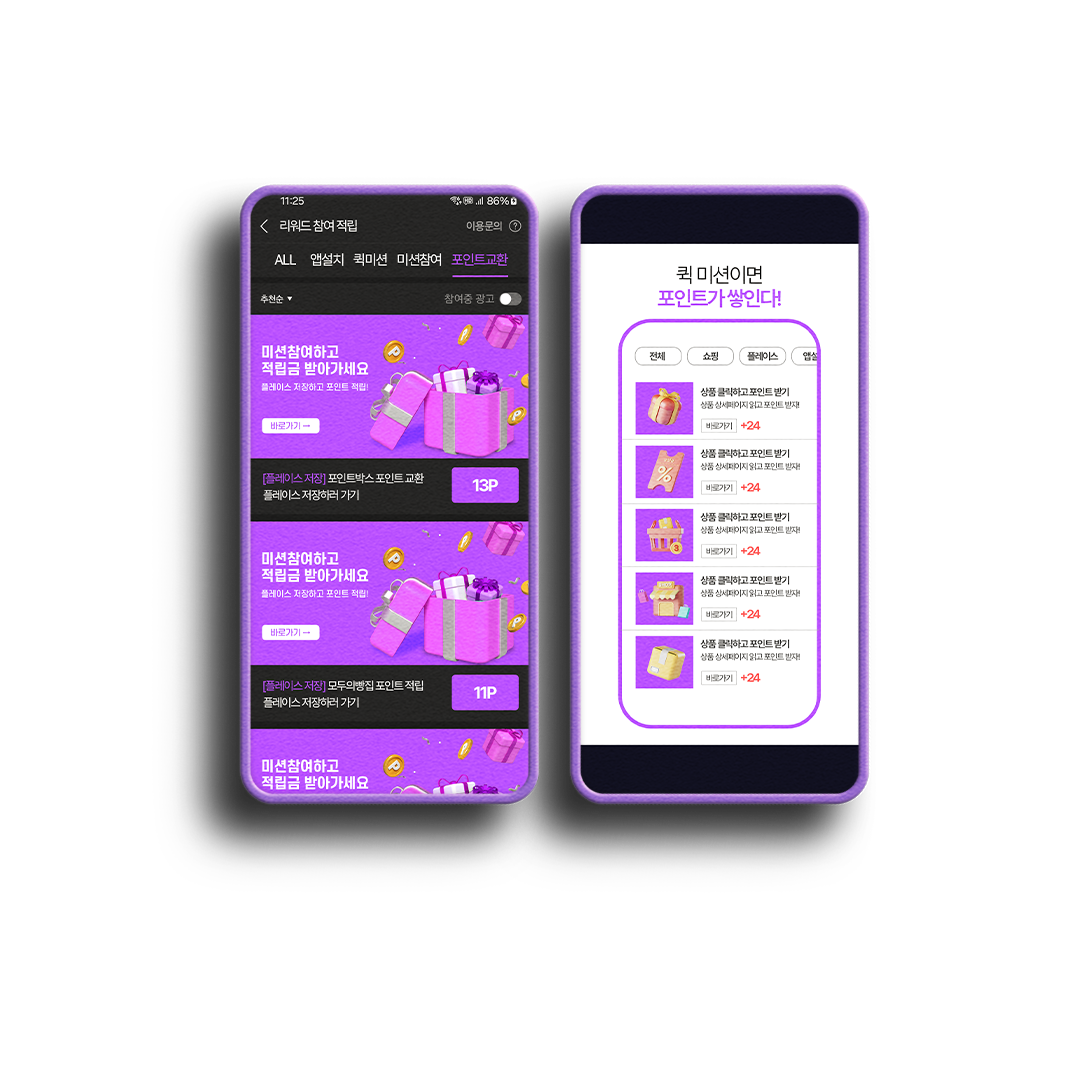 11:25 86%
리워드 참여 적립 이용문의 ?
ALL 앱설치 퀵미션 미션참여 포인트교환
추천순 ▼ 참여중 광고
미션참여하고
적립금 받아가세요
플레이스 저장하고 포인트 적립!
바로가기 →
[플레이스 저장] 포인트박스 포인트 교환
플레이스 저장하러 가기
13P
미션참여하고
적립금 받아가세요
플레이스 저장하고 포인트 적립!
바로가기 →
[플레이스 저장] 모두의빵집 포인트 적립
플레이스 저장하러 가기
11P
미션참여하고
적립금 받아가세요
퀵 미션이면
포인트가 쌓인다!
전체 쇼핑 플레이스 앱설
상품 클릭하고 포인트 받기
상품 상세페이지 읽고 포인트 받자!
바로가기 +24
상품 클릭하고 포인트 받기
상품 상세페이지 읽고 포인트 받자!
바로가기 +24
상품 클릭하고 포인트 받기
상품 상세페이지 읽고 포인트 받자!
바로가기 +24
3
상품 클릭하고 포인트 받기
상품 상세페이지 읽고 포인트 받자!
바로가기 +24
상품 클릭하고 포인트 받기
상품 상세페이지 읽고 포인트 받자!
바로가기 +24